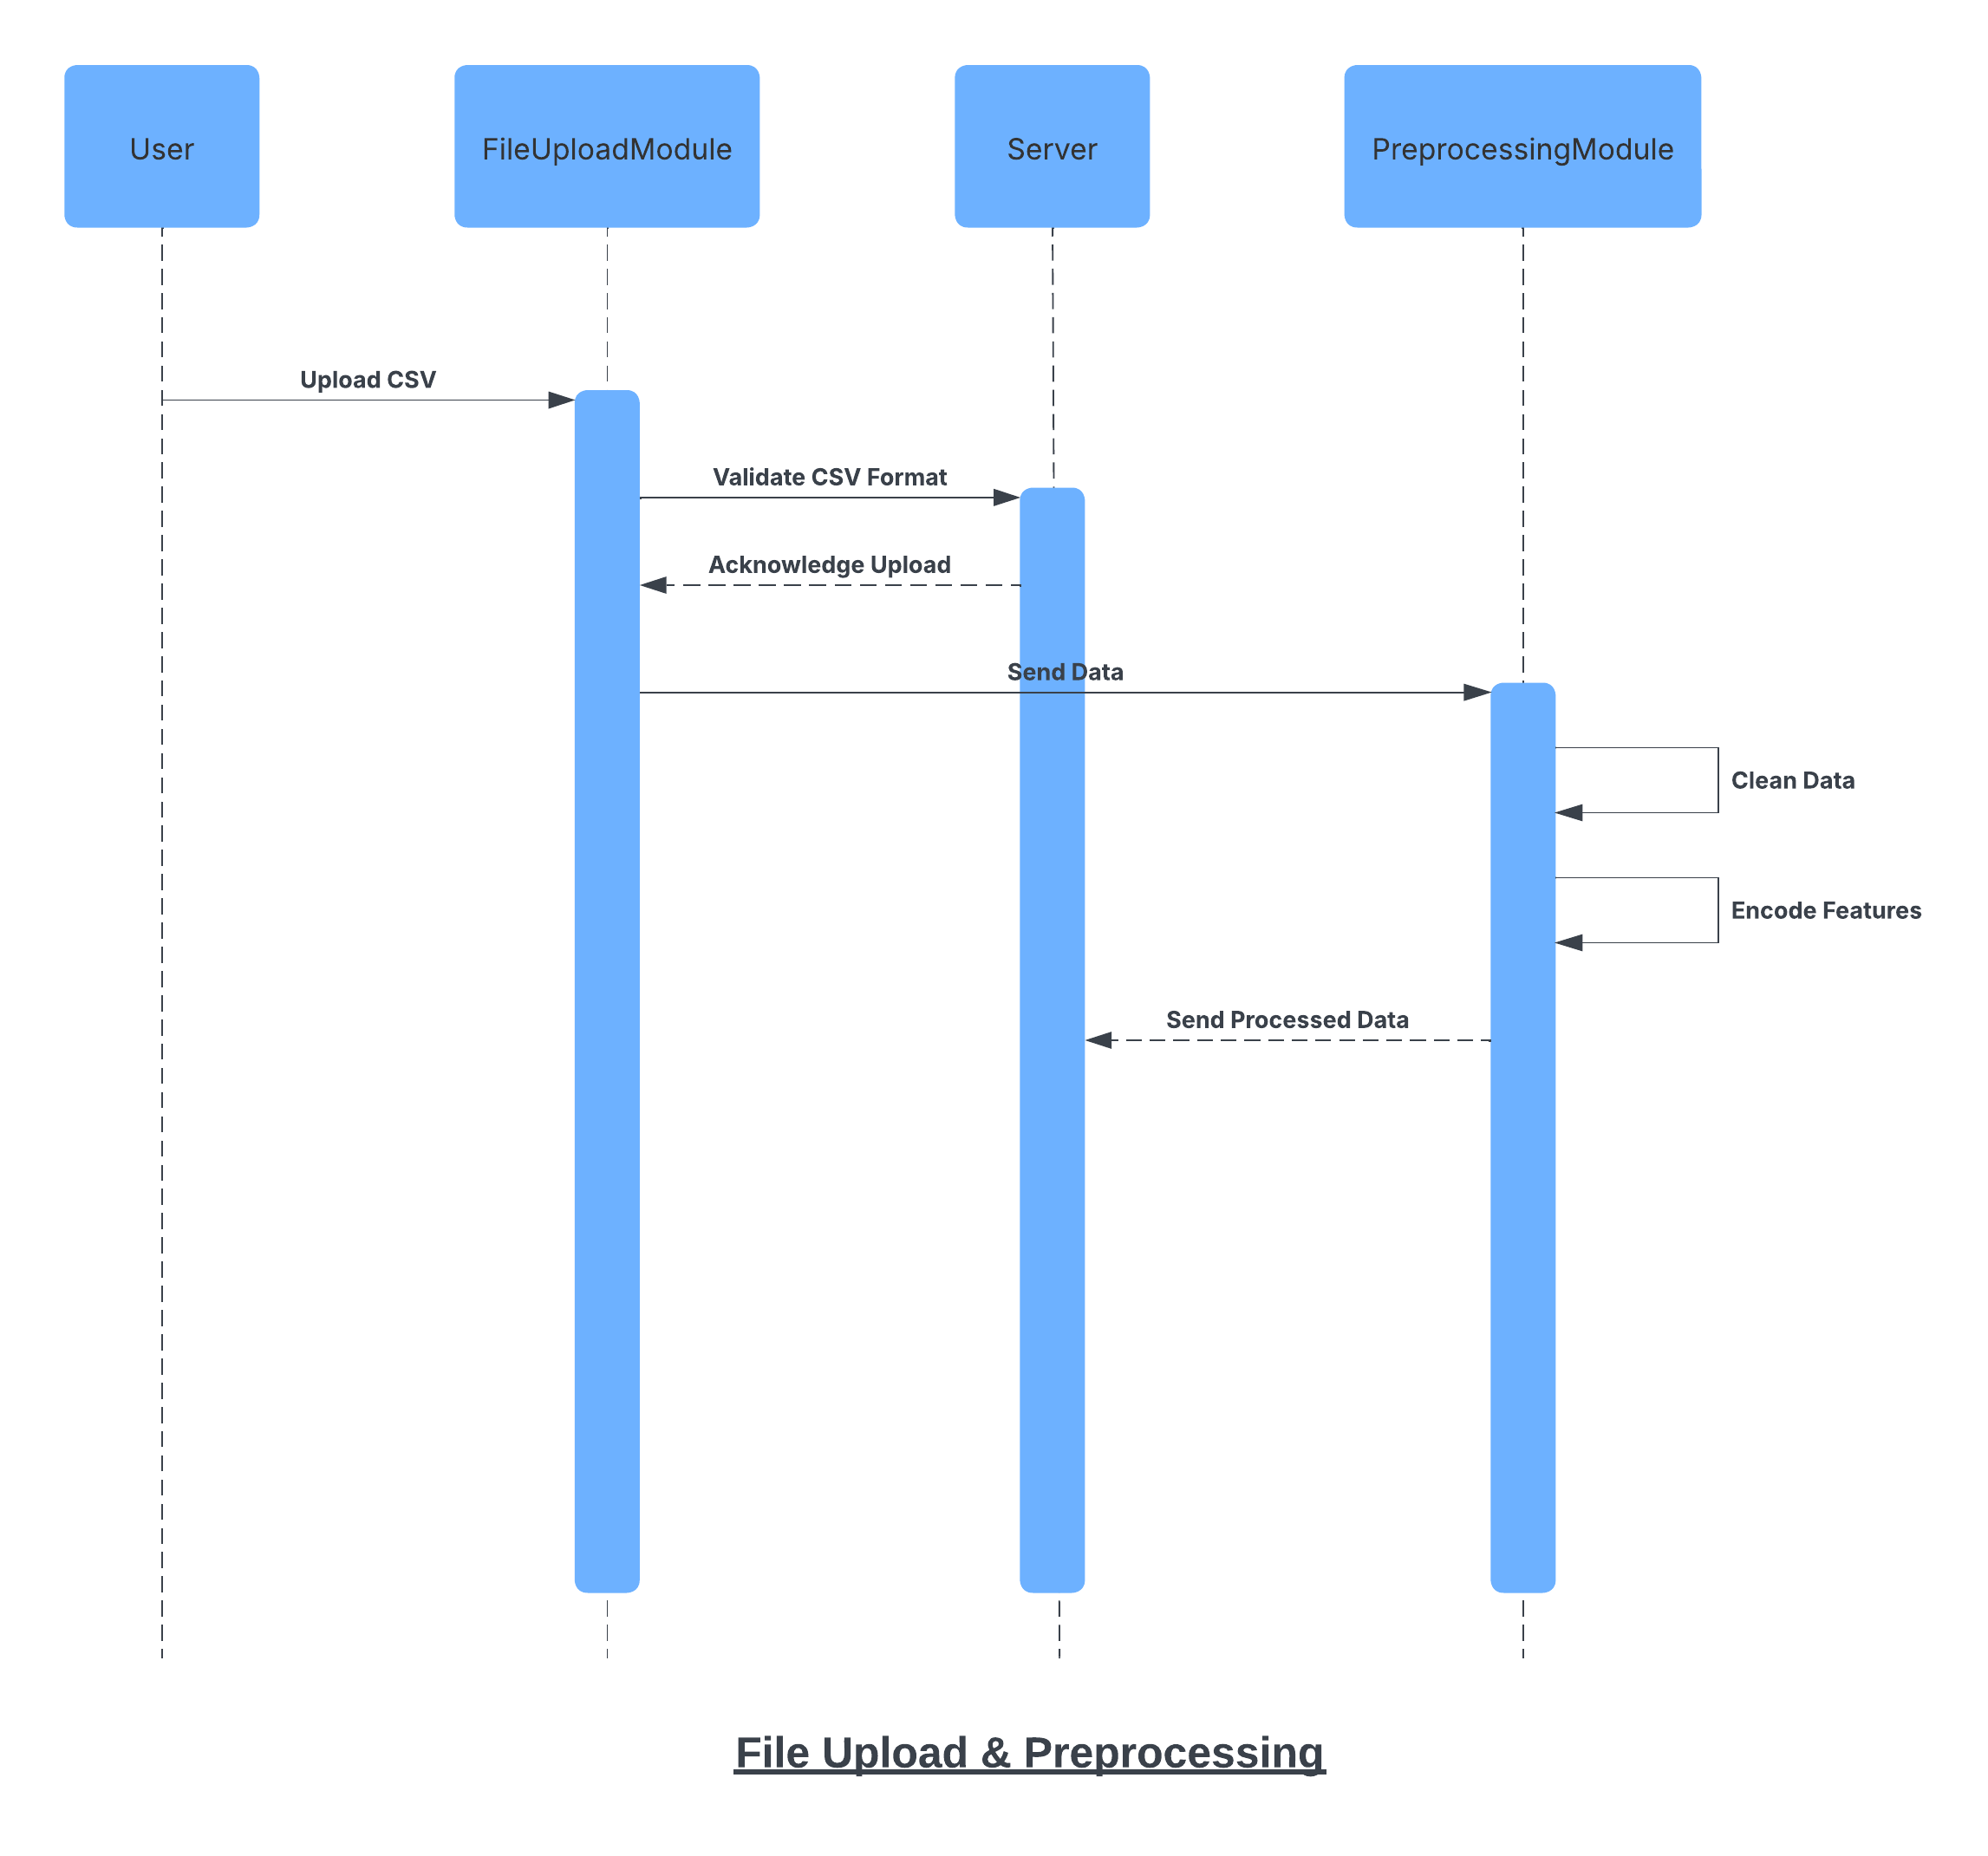 User
FileUploadModule
Server
PreprocessingModule
Upload CSV
Validate CSV Format
Acknowledge Upload
Send Data
Clean Data
Encode Features
Send Processed Data
File Upload & Preprocessing